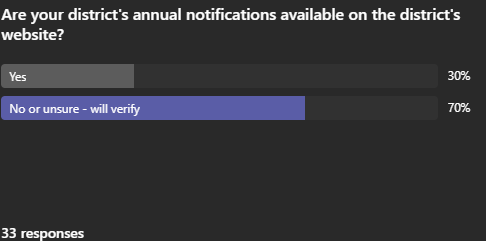 Are your district's annual notifications available on the district's
website?
Yes
30%
No or unsure - will verify
70%
33 responses